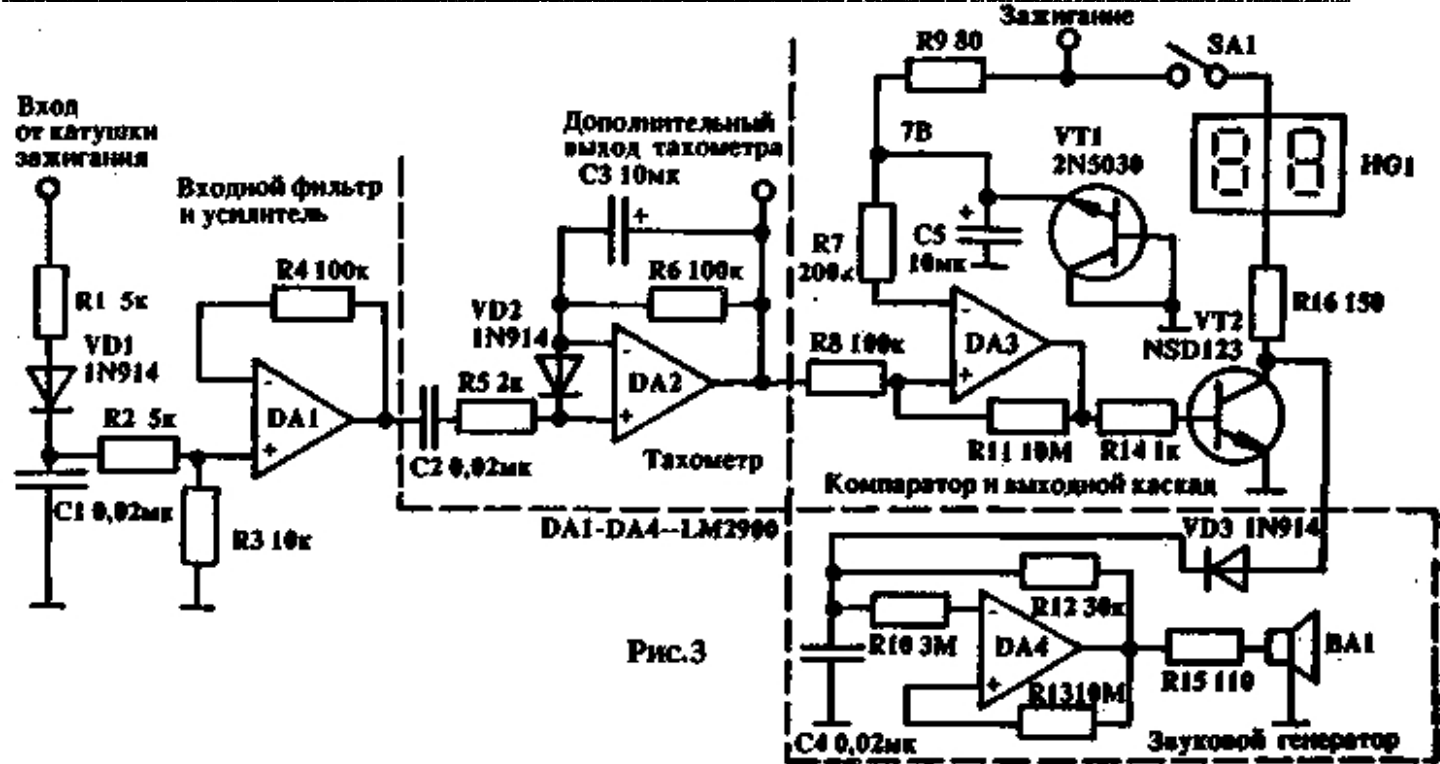 Зажигание
R9 80
SA1
Вход
от катушки
зажигания
Дополнительный
выход тахометра
C3 10мк
+
7В
VT1
2N5030
HG1
Входной фильтр
и усилитель
R4 100к
R1 5к
VD1
1N914
R6 100к
VD2
1N914
R7
200к
+
C5
10мк
R16 150
VT2
NSD123
R2 5к
-
DA1
+
R5 2к
-
DA2
+
R8 100к
-
DA3
+
C2 0,02мк
Тахометр
R11 10М
R14 1к
Компаратор и выходной каскад
C1 0,02мк
R3 10к
DA1-DA4--LM2900
VD3 1N914
R12 30к
R10 3М
-
DA4
+
R13 10М
R15 110
BA1
Рис.3
C4 0,02мк
Звуковой генератор